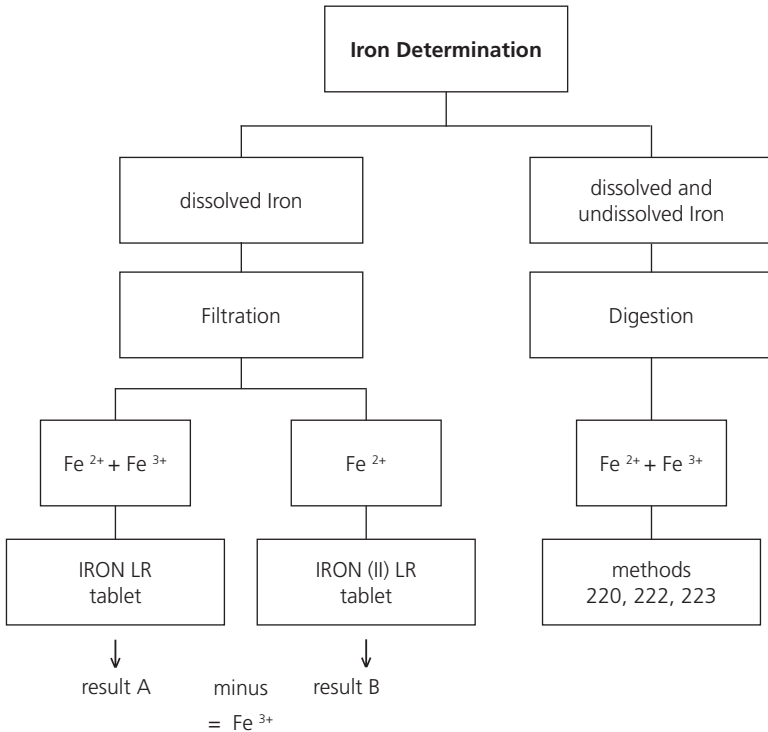 Iron Determination
dissolved Iron
dissolved and
undissolved Iron
Filtration
Digestion
Fe 2+ + Fe 3+
Fe 2+
Fe 2+ + Fe 3+
IRON LR
tablet
IRON (II) LR
tablet
methods
220, 222, 223
result A minus result B
= Fe 3+